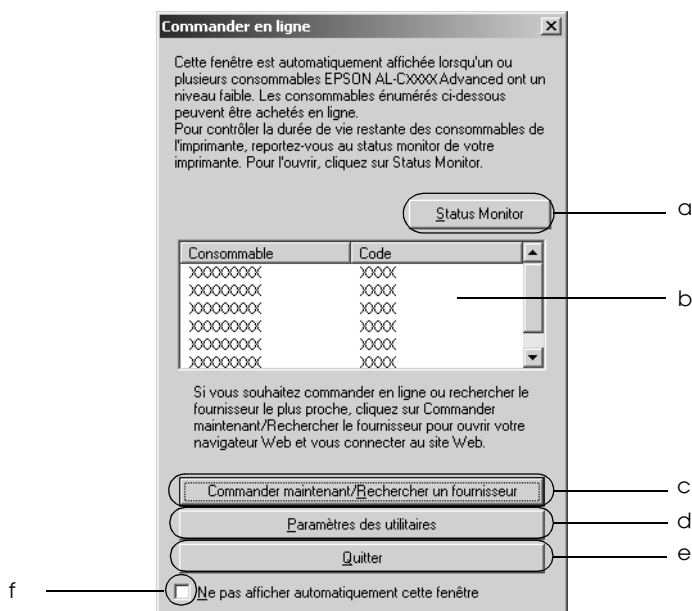 Commander en ligne
Cette fenêtre est automatiquement affichée lorsqu'un ou
plusieurs consommables EPSON AL-CXXXX Advanced ont un
niveau faible. Les consommables énumérés ci-dessous
peuvent être achetés en ligne.
Pour contrôler la durée de vie restante des consommables de
l'imprimante, reportez-vous au status monitor de votre
imprimante. Pour l'ouvrir, cliquez sur Status Monitor.
Status Monitor
a
Consommable Code
XXXXXXXX XXXX
XXXXXXXX XXXX
b
XXXXXXXX XXXX
XXXXXXXX XXXX
XXXXXXXX XXXX
XXXXXXXX XXXX
Si vous souhaitez commander en ligne ou rechercher le
fournisseur le plus proche, cliquez sur Commander
maintenant/Rechercher le fournisseur pour ouvrir votre
navigateur Web et vous connecter au site Web.
Commander maintenant/Rechercher un fournisseur
c
Paramètres des utilitaires
d
Quitter
e
f
Ne pas afficher automatiquement cette fenêtre